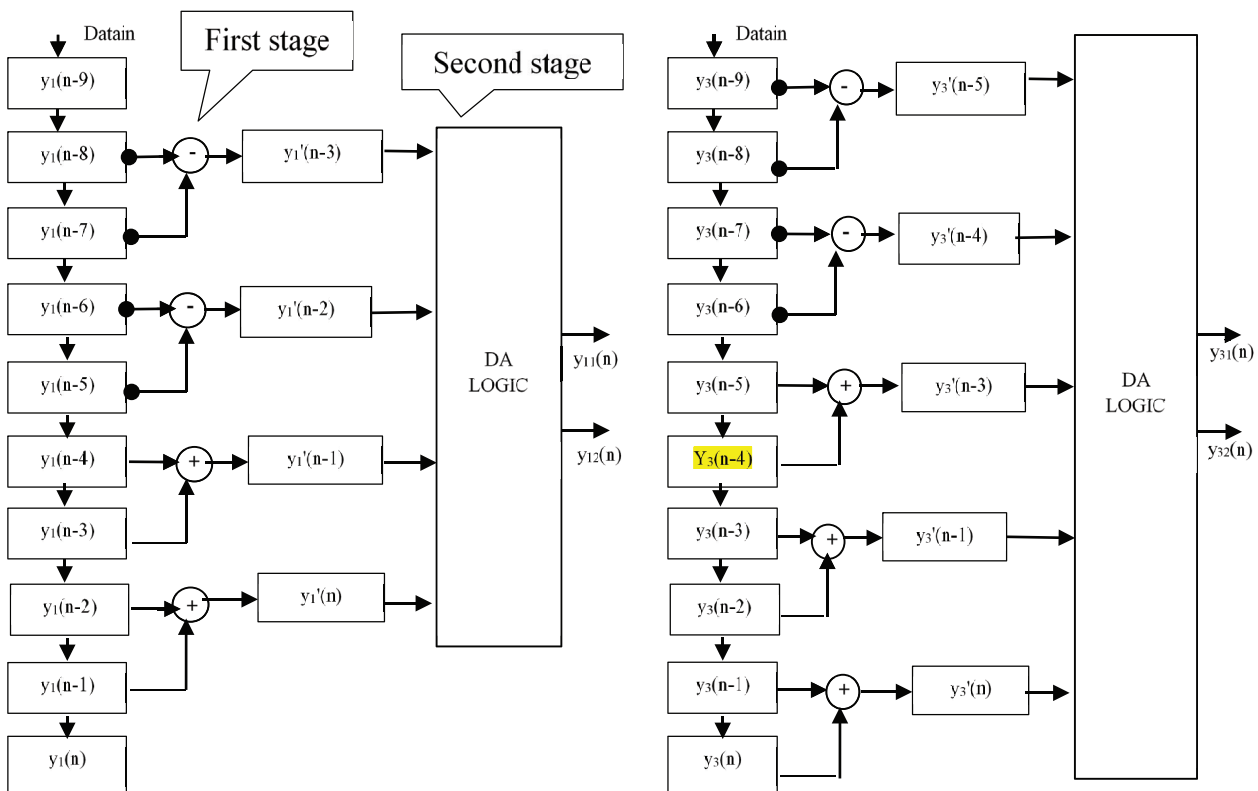 Datain
First stage
Second stage
y₁(n-9)
y₁(n-8)
-
y₁'(n-3)
y₁(n-7)
y₁(n-6)
-
y₁'(n-2)
y₁(n-5)
y₁(n-4)
+
y₁'(n-1)
y₁(n-3)
y₁(n-2)
+
y₁'(n)
y₁(n-1)
y₁(n)
DA
LOGIC
y₁₁(n)
y₁₂(n)
Datain
y₃(n-9)
-
y₃'(n-5)
y₃(n-8)
y₃(n-7)
-
y₃'(n-4)
y₃(n-6)
y₃(n-5)
+
y₃'(n-3)
Y₃(n-4)
y₃(n-3)
+
y₃'(n-1)
y₃(n-2)
y₃(n-1)
+
y₃'(n)
y₃(n)
DA
LOGIC
y₃₁(n)
y₃₂(n)